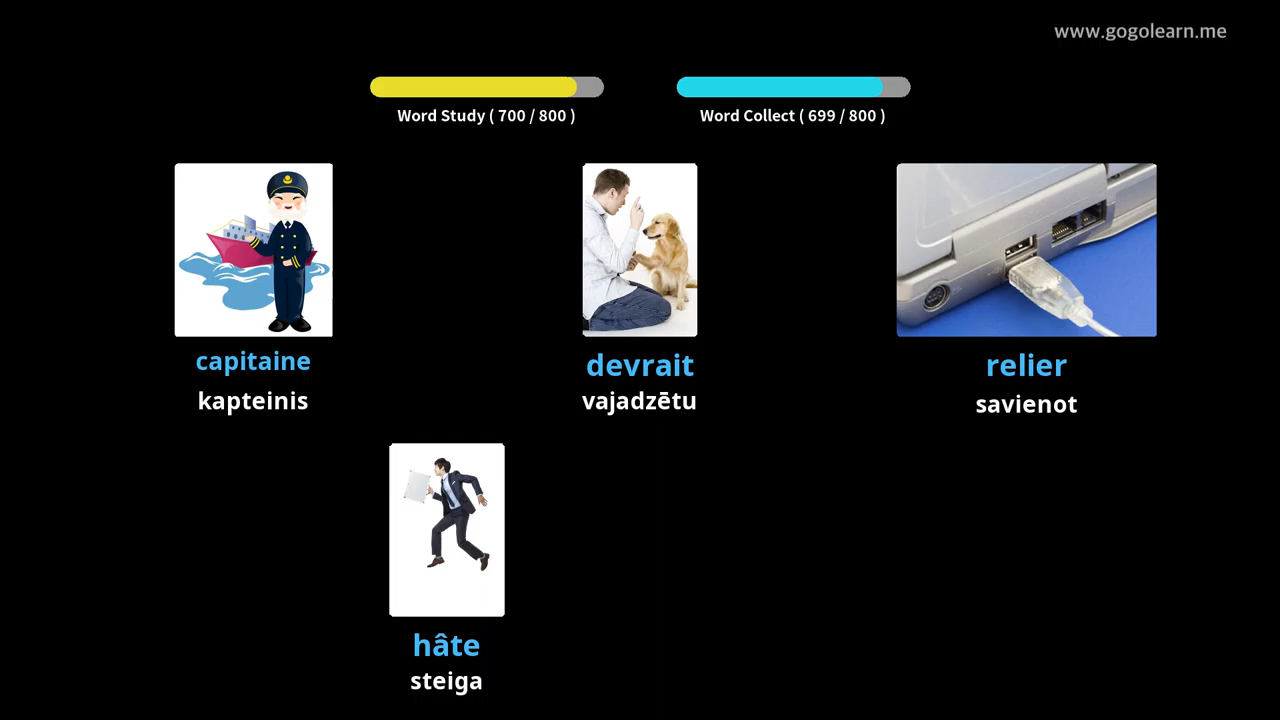 www.gogolearn.me
Word Study ( 700 / 800 )
Word Collect ( 699 / 800 )
capitaine
kapteinis
devrait
vajadzētu
relier
savienot
hâte
steiga